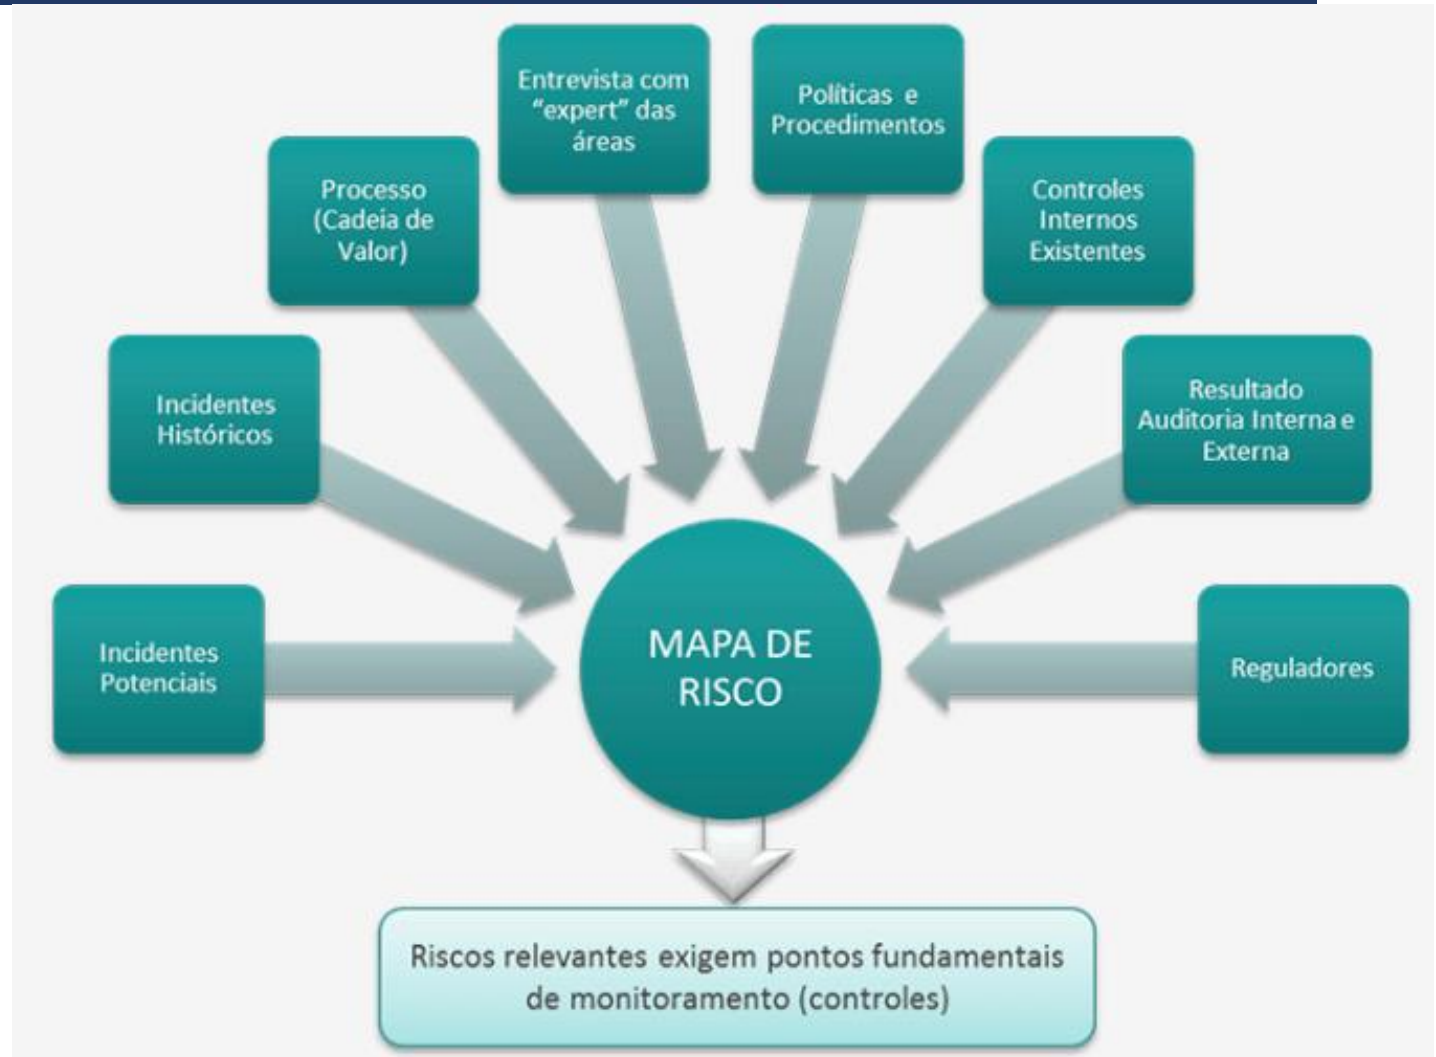 Entrevista com
“expert” das
áreas
Políticas e
Procedimentos
Processo
(Cadeia de
Valor)
Controles
Internos
Existentes
Incidentes
Históricos
Resultado
Auditoria Interna e
Externa
Incidentes
Potenciais
MAPA DE
RISCO
Reguladores
Riscos relevantes exigem pontos fundamentais
de monitoramento (controles)